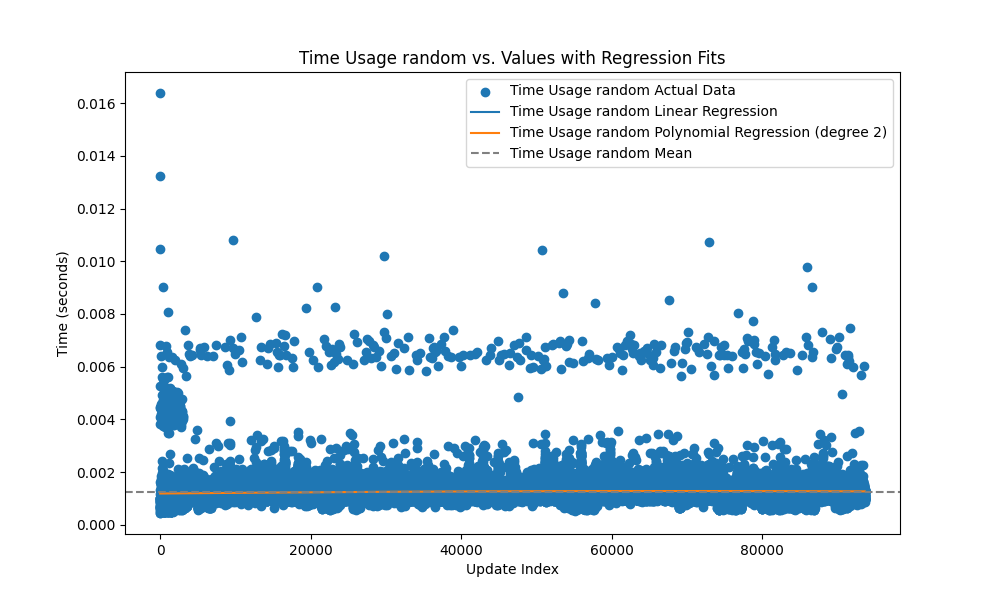 Time Usage random vs. Values with Regression Fits
Time Usage random Actual Data
Time Usage random Linear Regression
Time Usage random Polynomial Regression (degree 2)
Time Usage random Mean
Time (seconds)
0.016
0.014
0.012
0.010
0.008
0.006
0.004
0.002
0.000
0 20000 40000 60000 80000
Update Index